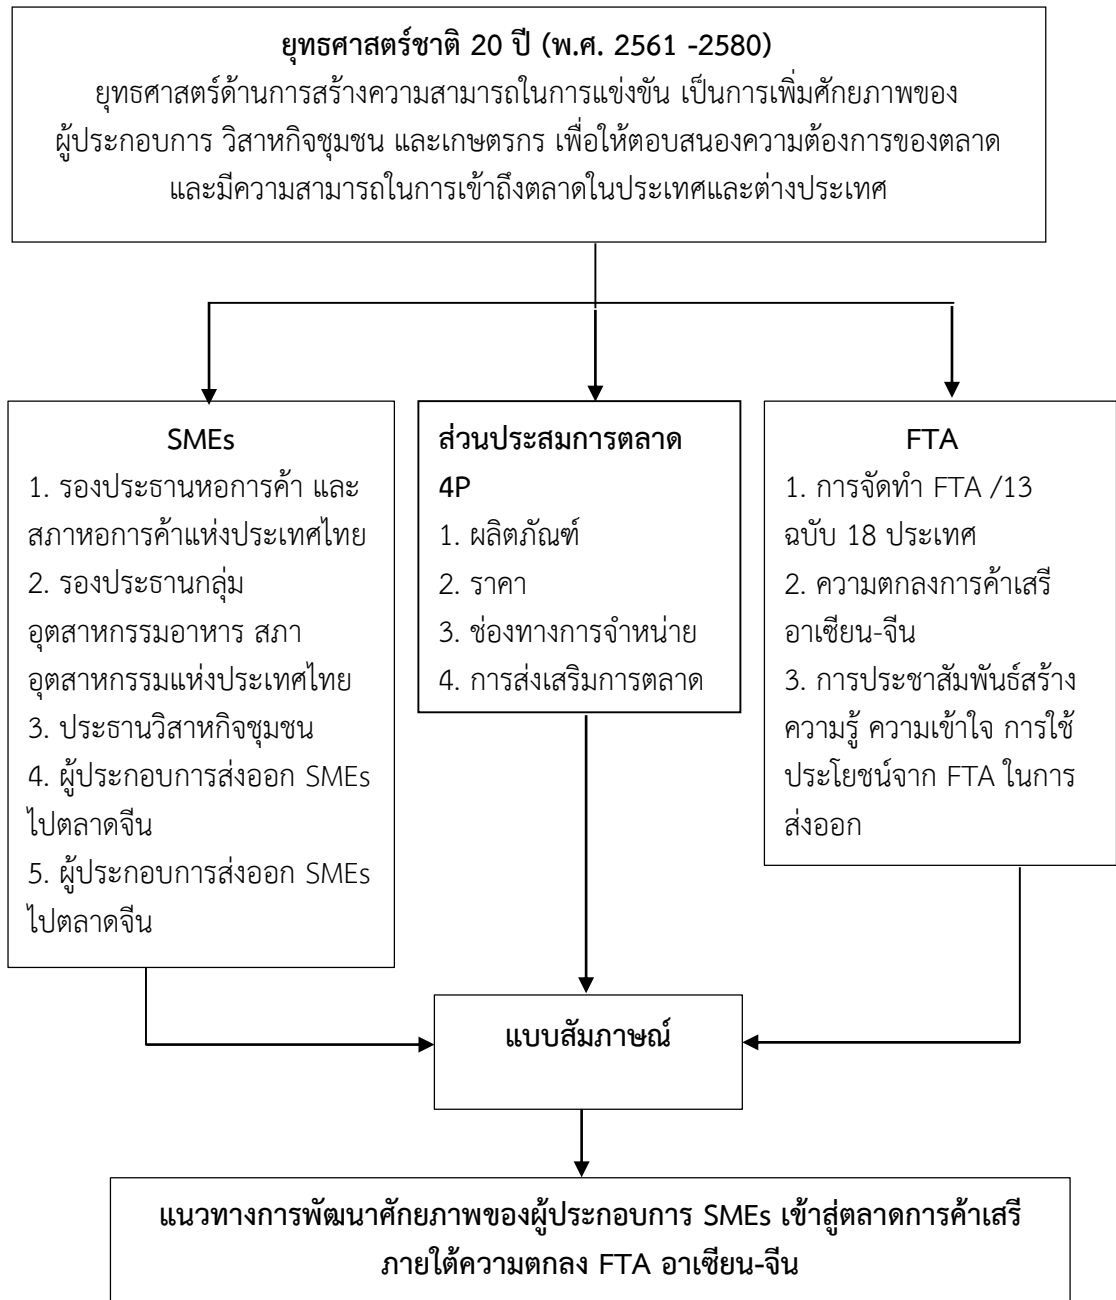 ยุทธศาสตร์ชาติ 20 ปี (พ.ศ. 2561 -2580)
ยุทธศาสตร์ด้านการสร้างความสามารถในการแข่งขัน เป็นการเพิ่มศักยภาพของ
ผู้ประกอบการ วิสาหกิจชุมชน และเกษตรกร เพื่อให้ตอบสนองความต้องการของตลาด
และมีความสามารถในการเข้าถึงตลาดในประเทศและต่างประเทศ
SMEs
1. รองประธานหอการค้า และ
สภาหอการค้าแห่งประเทศไทย
2. รองประธานกลุ่ม
อุตสาหกรรมอาหาร สภา
อุตสาหกรรมแห่งประเทศไทย
3. ประธานวิสาหกิจชุมชน
4. ผู้ประกอบการส่งออก SMEs
ไปตลาดจีน
5. ผู้ประกอบการส่งออก SMEs
ไปตลาดจีน
ส่วนประสมการตลาด
4P
1. ผลิตภัณฑ์
2. ราคา
3. ช่องทางการจำหน่าย
4. การส่งเสริมการตลาด
FTA
1. การจัดทำ FTA /13
ฉบับ 18 ประเทศ
2. ความตกลงการค้าเสรี
อาเซียน-จีน
3. การประชาสัมพันธ์สร้าง
ความรู้ ความเข้าใจ การใช้
ประโยชน์จาก FTA ในการ
ส่งออก
แบบสัมภาษณ์
แนวทางการพัฒนาศักยภาพของผู้ประกอบการ SMEs เข้าสู่ตลาดการค้าเสรี
ภายใต้ความตกลง FTA อาเซียน-จีน